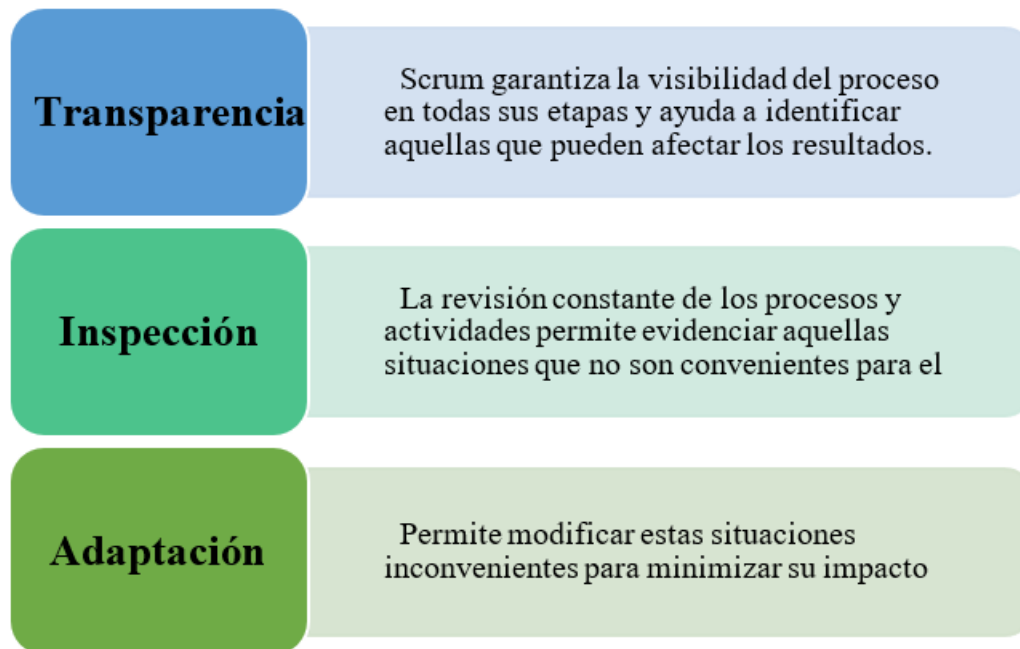 Transparencia
Scrum garantiza la visibilidad del proceso
en todas sus etapas y ayuda a identificar
aquellas que pueden afectar los resultados.
Inspección
La revisión constante de los procesos y
actividades permite evidenciar aquellas
situaciones que no son convenientes para el
Adaptación
Permite modificar estas situaciones
inconvenientes para minimizar su impacto